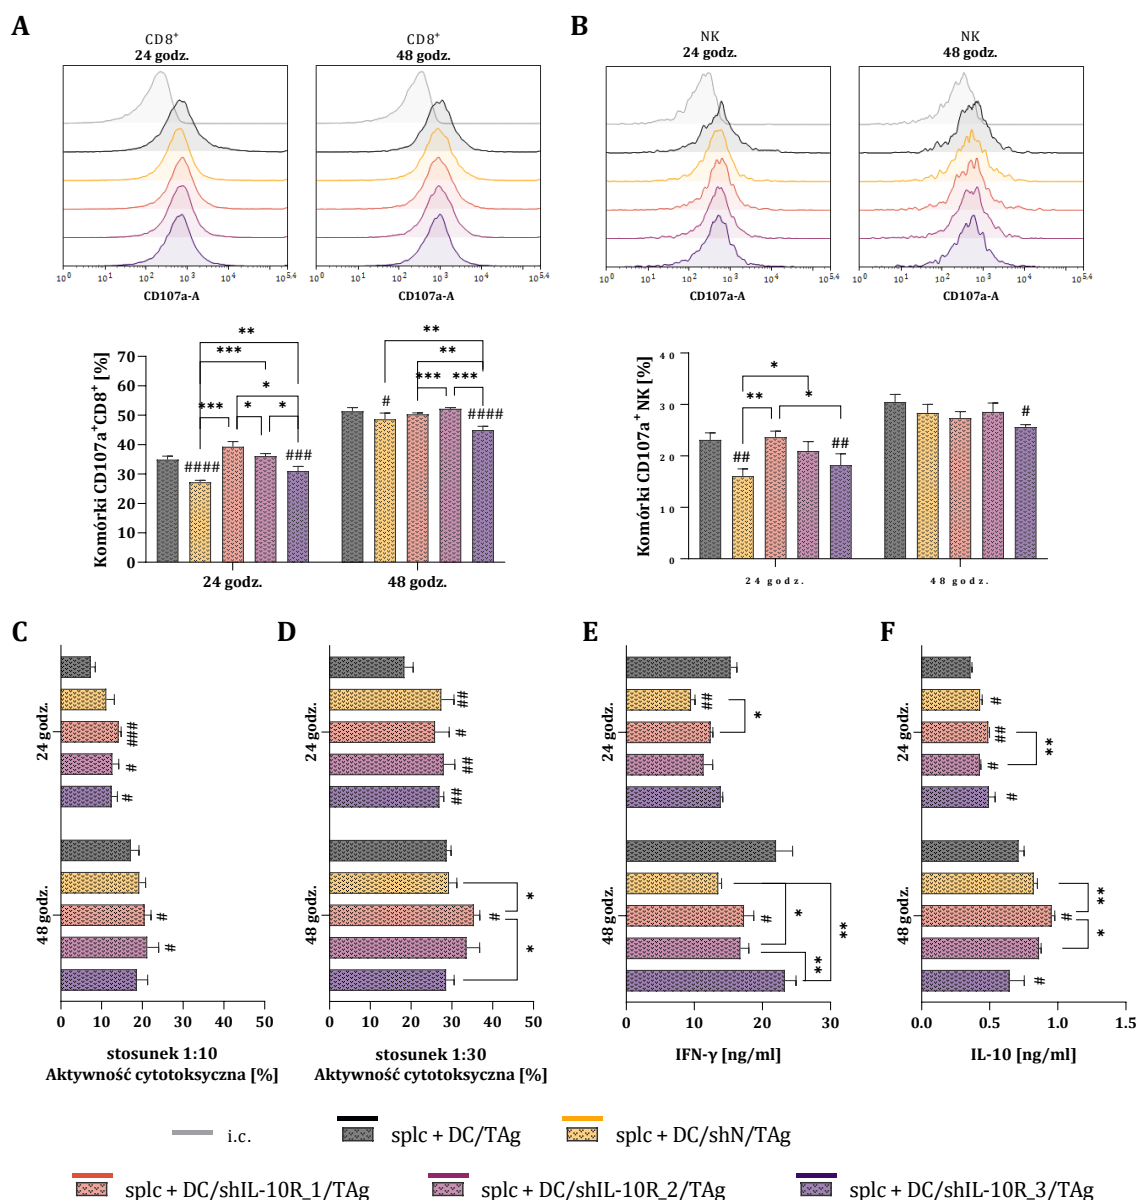 A
CD8⁺
24 godz.
CD8⁺
48 godz.
10⁰ 10¹ 10² 10³ 10⁴ 10⁵·⁴
CD107a-A
10⁰ 10¹ 10² 10³ 10⁴ 10⁵·⁴
CD107a-A
B
NK
24 godz.
NK
48 godz.
10⁰ 10¹ 10² 10³ 10⁴ 10⁵·⁴
CD107a-A
10⁰ 10¹ 10² 10³ 10⁴ 10⁵·⁴
CD107a-A
Komórki CD107a⁺CD8⁺ [%]
70
60
50
40
30
20
10
0
**
***
*
***
*
*
####
###
**
**
***
***
#
####
24 godz.
48 godz.
Komórki CD107a⁺ NK [%]
40
30
20
10
0
*
**
*
##
##
#
24 godz.
48 godz.
C
24 godz.
48 godz.
####
#
#
#
#
0 10 20 30 40 50
stosunek 1:10
Aktywność cytotoksyczna [%]
D
24 godz.
48 godz.
##
#
##
##
#
*
*
0 10 20 30 40 50
stosunek 1:30
Aktywność cytotoksyczna [%]
E
24 godz.
48 godz.
##
*
#
*
**
**
0 10 20 30
IFN-γ [ng/ml]
F
24 godz.
48 godz.
#
##
#
**
#
#
**
*
#
0.0 0.5 1.0 1.5
IL-10 [ng/ml]
i.c.
splc + DC/TAg
splc + DC/shN/TAg
splc + DC/shIL-10R_1/TAg
splc + DC/shIL-10R_2/TAg
splc + DC/shIL-10R_3/TAg